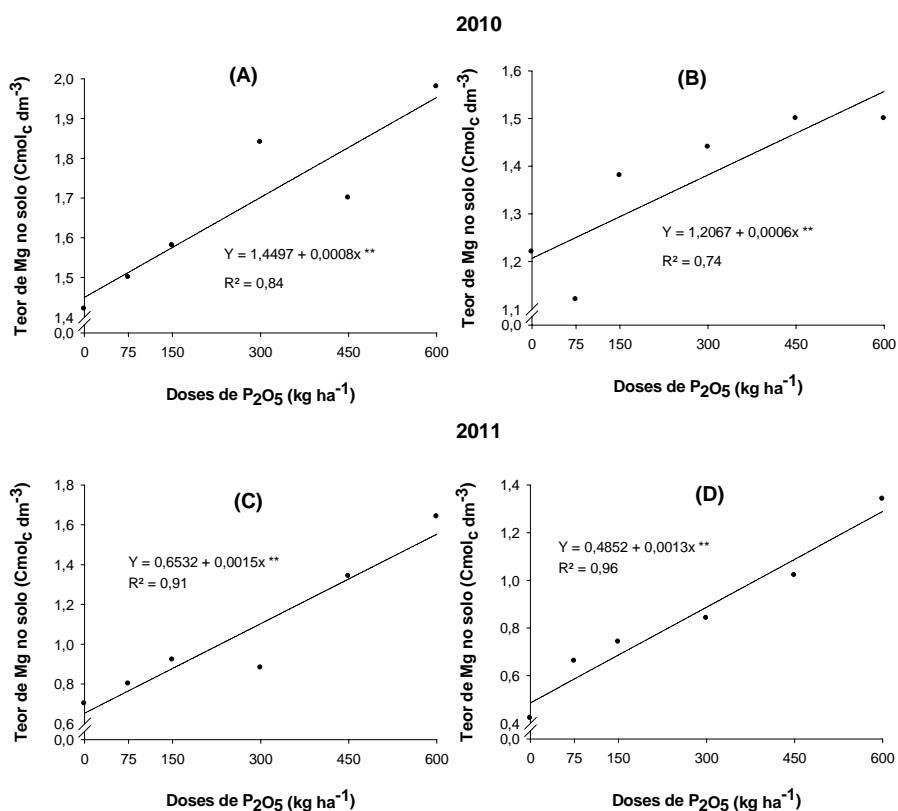 2010
(A)
Teor de Mg no solo (Cmol_c dm⁻³)
2,0
1,9
1,8
1,7
1,6
1,5
1,4
0,0
Y = 1,4497 + 0,0008x **
R² = 0,84
0 75 150 300 450 600
Doses de P₂O₅ (kg ha⁻¹)
(B)
Teor de Mg no solo (Cmol_c dm⁻³)
1,6
1,5
1,4
1,3
1,2
1,1
0,0
Y = 1,2067 + 0,0006x **
R² = 0,74
0 75 150 300 450 600
Doses de P₂O₅ (kg ha⁻¹)
2011
(C)
Teor de Mg no solo (Cmol_c dm⁻³)
1,8
1,6
1,4
1,2
1,0
0,8
0,6
0,0
Y = 0,6532 + 0,0015x **
R² = 0,91
0 75 150 300 450 600
Doses de P₂O₅ (kg ha⁻¹)
(D)
Teor de Mg no solo (Cmol_c dm⁻³)
1,4
1,2
1,0
0,8
0,6
0,4
0,0
Y = 0,4852 + 0,0013x **
R² = 0,96
0 75 150 300 450 600
Doses de P₂O₅ (kg ha⁻¹)